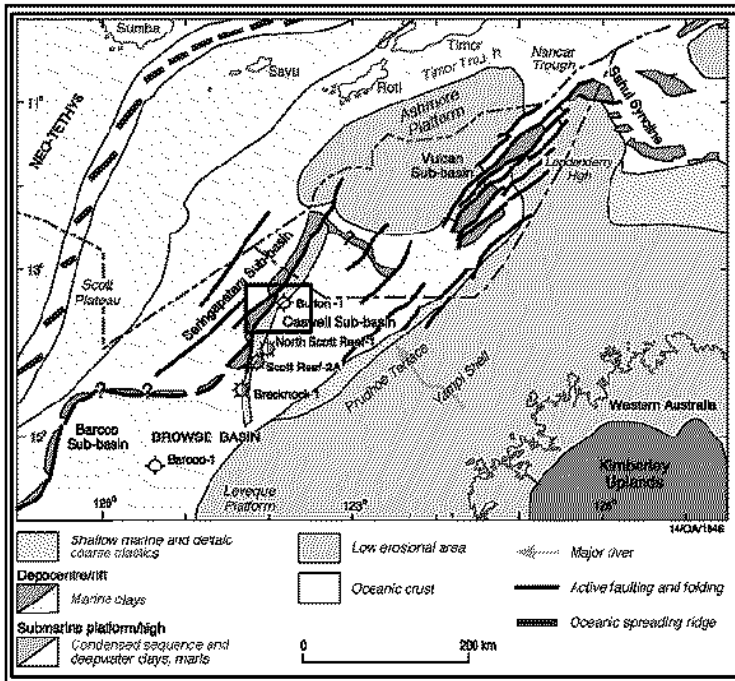 Sumba
Savu
Roti
Timor
Timor Trough
Nancar
Trough
Sahul Syncline
11°
NEO-TETHYS
Ashmore
Platform
Vulcan
Sub-basin
Londonderry
High
13°
Scott
Plateau
Seringapatam Sub-basin
Buffon-1
Caswell Sub-basin
North Scott Reef-1
Scott Reef-2A
Brecknock-1
Prudhoe Terrace
Yampi Shelf
Western Australia
15°
Barcoo
Sub-basin
BROWSE BASIN
Barcoo-1
? ?
Kimberley
Uplands
Leveque
Platform
123°
Shallow marine and deltaic
coarse clastics
Low erosional area
Major river
Depocentre/rift
Marine clays
Oceanic crust
Active faulting and folding
Submarine platform/high
Oceanic spreading ridge
Condensed sequence and
deepwater clays, marls
0 200 km